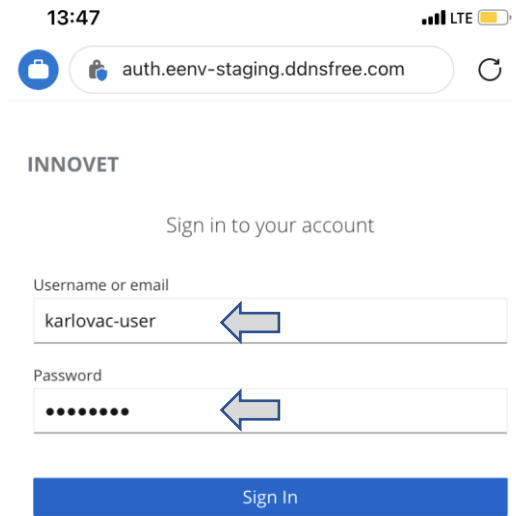 13:47 LTE
auth.eenv-staging.ddnsfree.com
INNOVET
Sign in to your account
Username or email
karlovac-user
Password
••••••••
Sign In